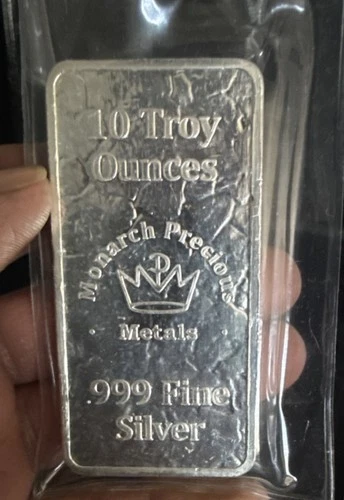 10 Troy
Ounces
Monarch Precious
Metals
.999 Fine
Silver